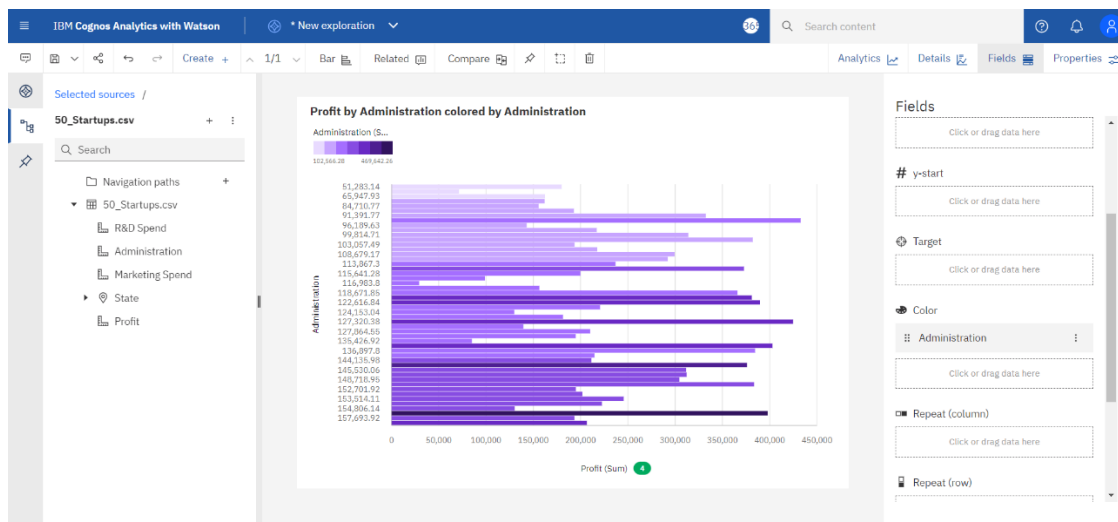 IBM Cognos Analytics with Watson
* New exploration
365
Search content
Create +
1/1
Bar
Related
Compare
Analytics
Details
Fields
Properties
Selected sources /
50_Startups.csv
Search
Navigation paths
50_Startups.csv
R&D Spend
Administration
Marketing Spend
State
Profit
Profit by Administration colored by Administration
Administration (S...
102,566.28 469,642.26
51,283.14
65,947.93
84,710.77
91,391.77
96,189.63
99,814.71
103,057.49
108,679.17
113,867.3
115,641.28
116,983.8
118,671.85
122,616.84
124,153.04
127,320.38
127,864.55
135,426.92
136,897.8
144,135.98
145,530.06
148,718.95
152,701.92
153,514.11
154,806.14
157,693.92
Administration
0 50,000 100,000 150,000 200,000 250,000 300,000 350,000 400,000 450,000
Profit (Sum) 4
Fields
Click or drag data here
# y-start
Click or drag data here
Target
Click or drag data here
Color
Administration
Click or drag data here
Repeat (column)
Click or drag data here
Repeat (row)